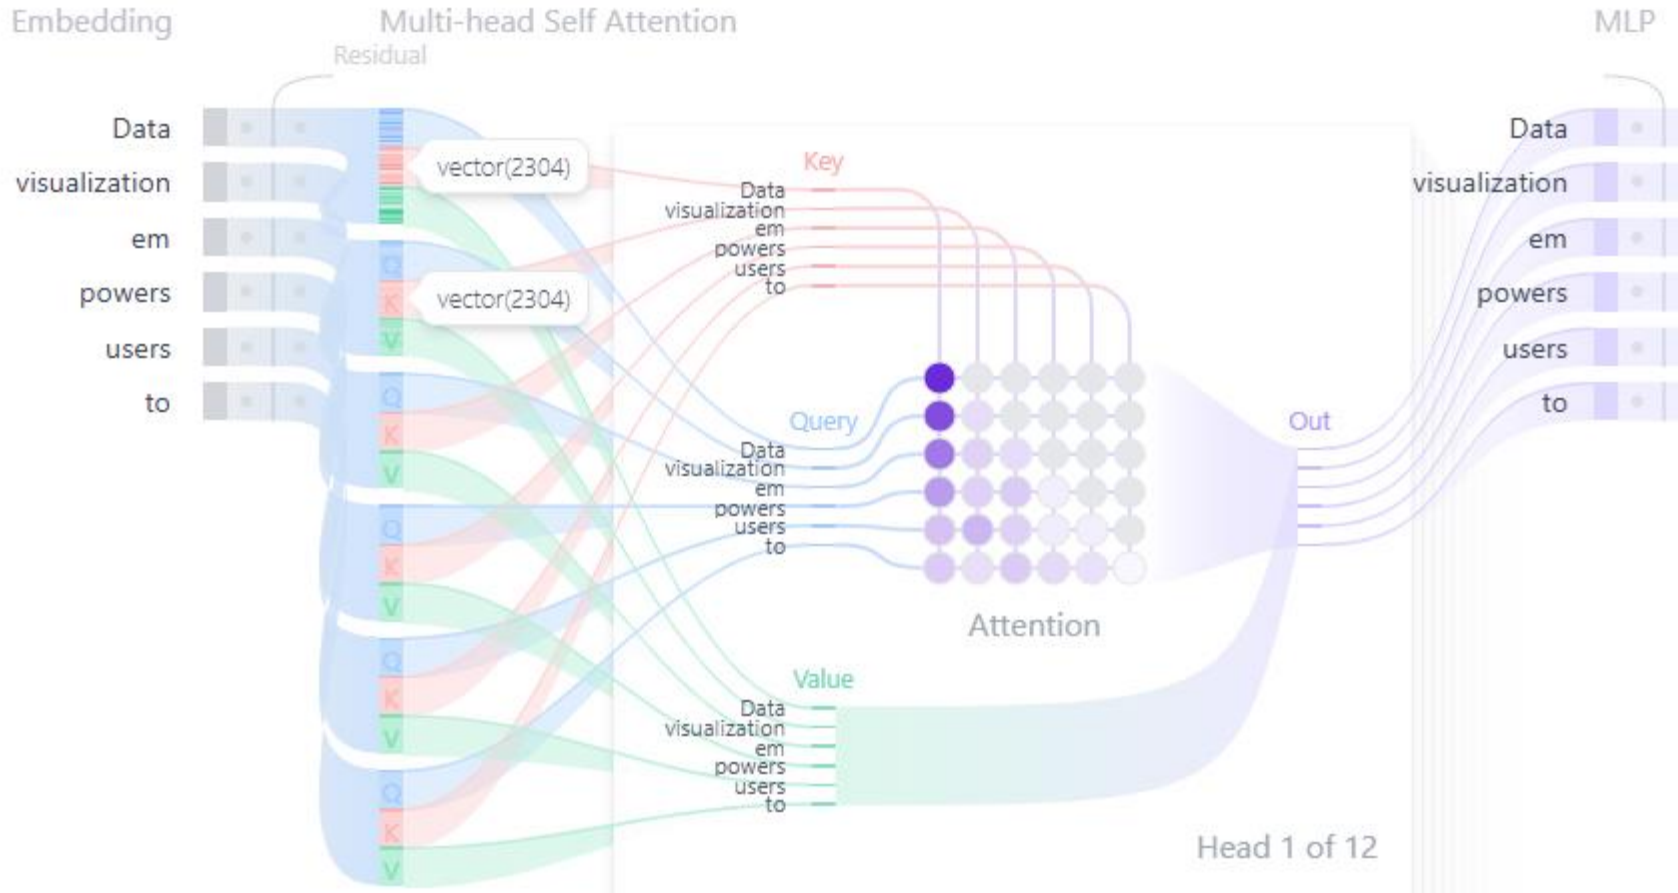 Embedding
Multi-head Self Attention
MLP
Residual
Data
visualization
em
powers
users
to
vector(2304)
vector(2304)
Q
K
V
Q
K
V
Q
K
V
Q
K
V
Q
K
V
Key
Data
visualization
em
powers
users
to
Query
Data
visualization
em
powers
users
to
Attention
Value
Data
visualization
em
powers
users
to
Out
Head 1 of 12
Data
visualization
em
powers
users
to